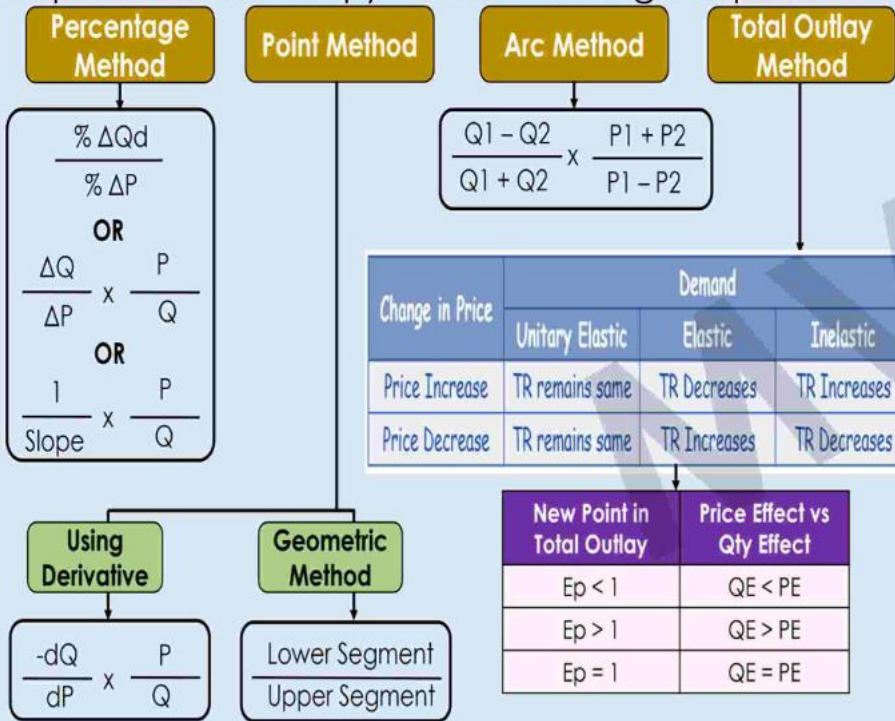 Percentage
Method
Point Method
Arc Method
Total Outlay
Method
% ΔQd
% ΔP
OR
ΔQ
ΔP
x
P
Q
OR
1
Slope
x
P
Q
Q1 – Q2
Q1 + Q2
x
P1 + P2
P1 – P2
Change in Price
Demand
Unitary Elastic
Elastic
Inelastic
Price Increase
TR remains same
TR Decreases
TR Increases
Price Decrease
TR remains same
TR Increases
TR Decreases
New Point in
Total Outlay
Price Effect vs
Qty Effect
Ep < 1
QE < PE
Ep > 1
QE > PE
Ep = 1
QE = PE
Using
Derivative
Geometric
Method
-dQ
dP
x
P
Q
Lower Segment
Upper Segment